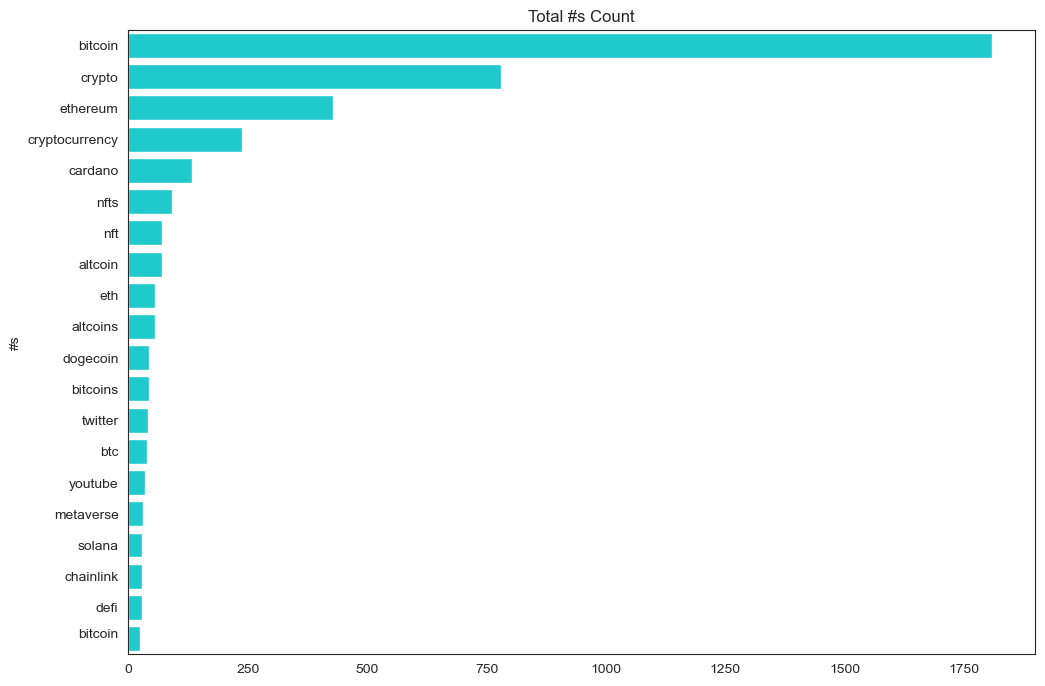 Total #s Count
bitcoin
crypto
ethereum
cryptocurrency
cardano
nfts
nft
altcoin
eth
altcoins
#s
dogecoin
bitcoins
twitter
btc
youtube
metaverse
solana
chainlink
defi
bitcoin
0 250 500 750 1000 1250 1500 1750